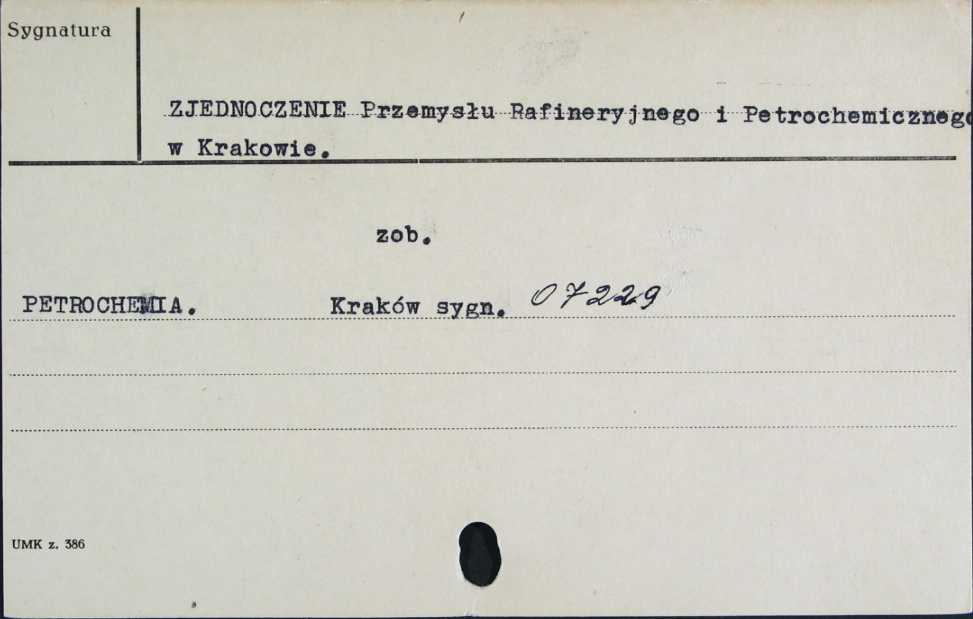 Sygnatura
ZJEDNOCZENIE Przemysłu Rafineryjnego i Petrochemicznego
w Krakowie.
zob.
PETROCHEMIA. Kraków sygn. 07229
UMK z. 386